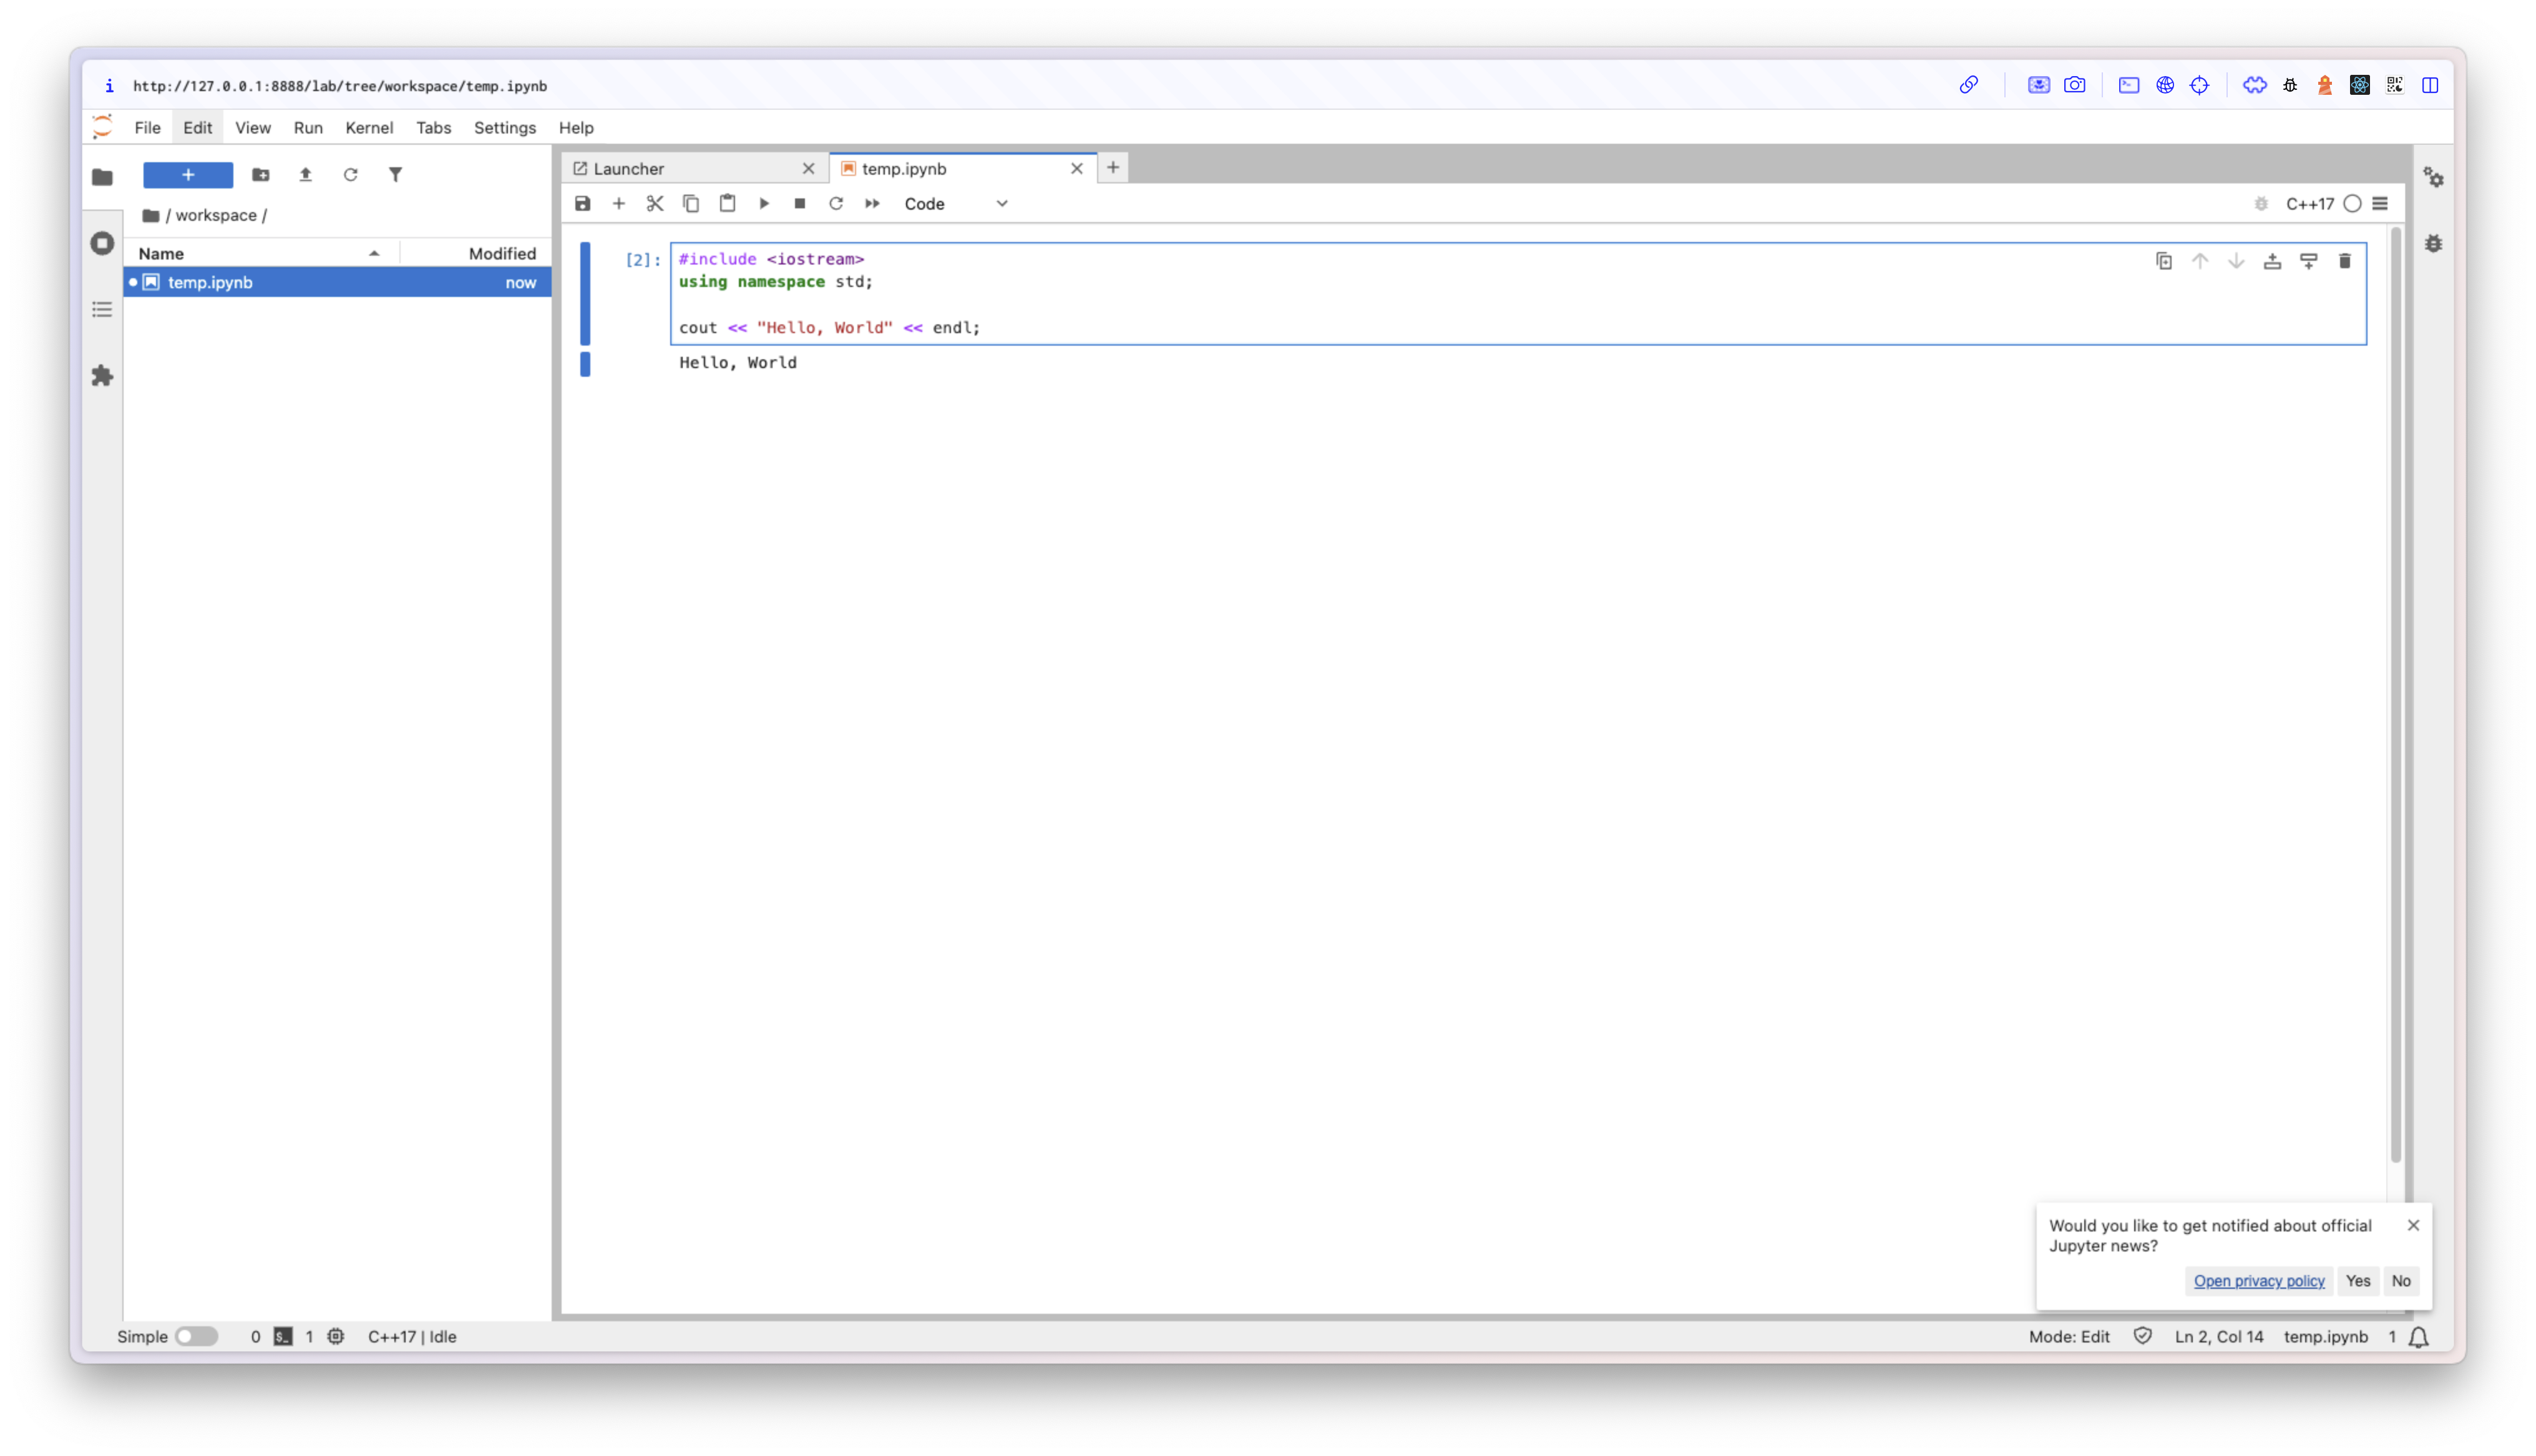 i http://127.0.0.1:8888/lab/tree/workspace/temp.ipynb
File Edit View Run Kernel Tabs Settings Help
Launcher temp.ipynb
Code C++17
/ workspace /
Name Modified
temp.ipynb now
[2]: #include <iostream>
using namespace std;
cout << "Hello, World" << endl;
Hello, World
Would you like to get notified about official
Jupyter news?
Open privacy policy Yes No
Simple 0 $_ 1 C++17 | Idle Mode: Edit Ln 2, Col 14 temp.ipynb 1